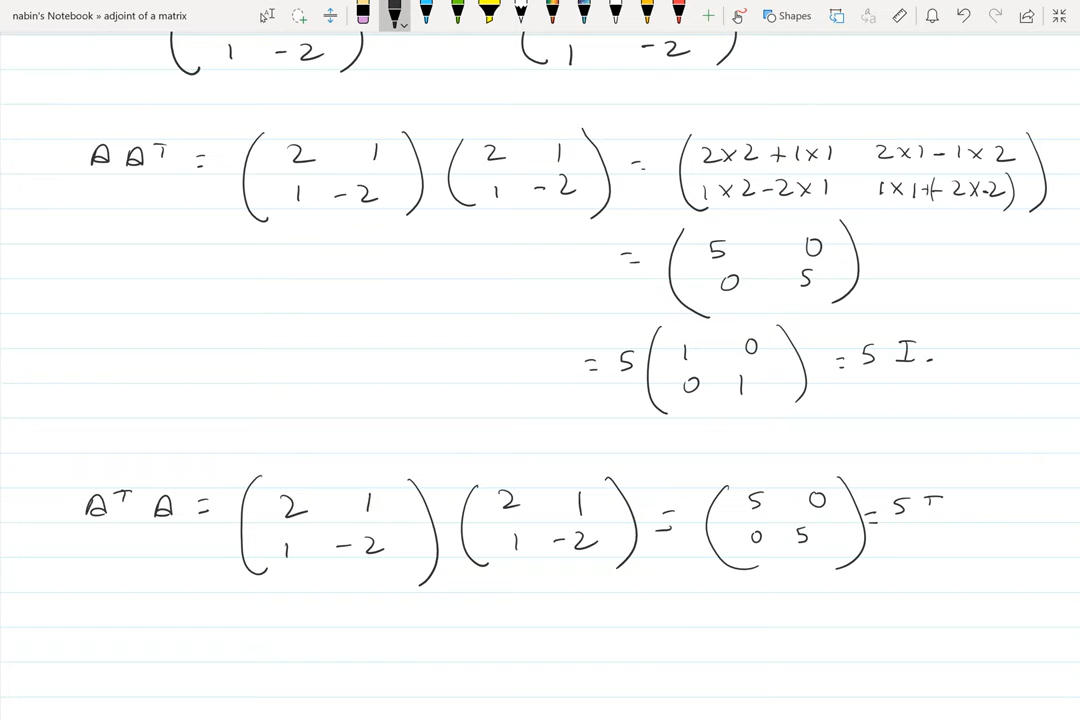 nabin's Notebook » adjoint of a matrix
Shapes
( 1 -2 ) ( 1 -2 )
A Aᵀ = ( 2 1 ) ( 2 1 ) = ( 2×2+1×1 2×1-1×2 )
( 1 -2 ) ( 1 -2 ) ( 1×2-2×1 1×1+(-2×-2) )
= ( 5 0 )
( 0 5 )
= 5 ( 1 0 ) = 5 I.
( 0 1 )
Aᵀ A = ( 2 1 ) ( 2 1 ) = ( 5 0 ) = 5
( 1 -2 ) ( 1 -2 ) ( 0 5 )